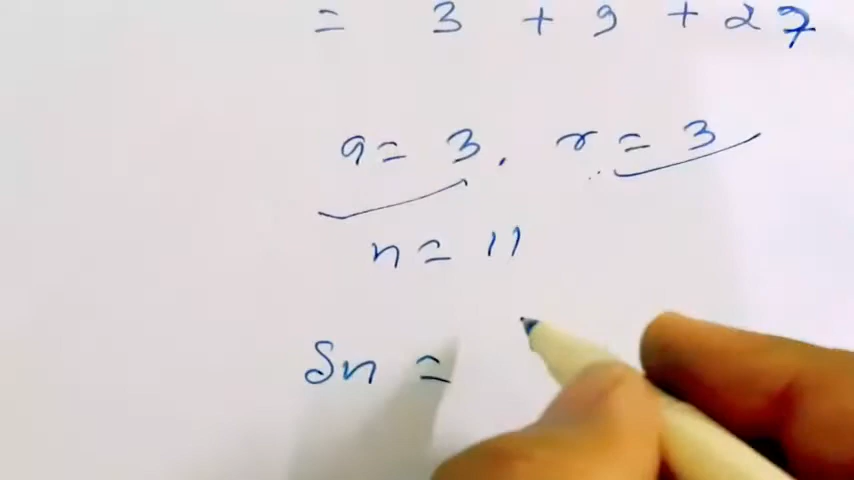 = 3 + 9 + 27
a = 3, r = 3
n = 11
Sn =